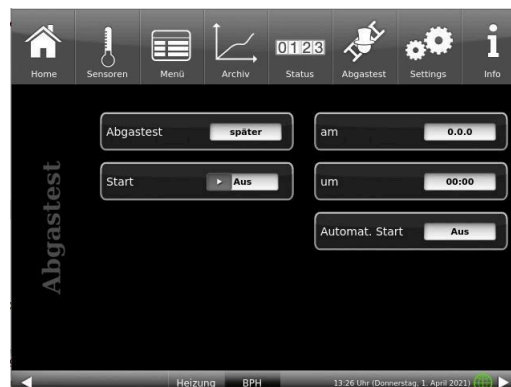 0123
Home Sensoren Menü Archiv Status Abgastest Settings Info
Abgastest
Abgastest später am 0.0.0
Start Aus um 00:00
Automat. Start Aus
Heizung BPH 13:26 Uhr (Donnerstag, 1. April 2021)